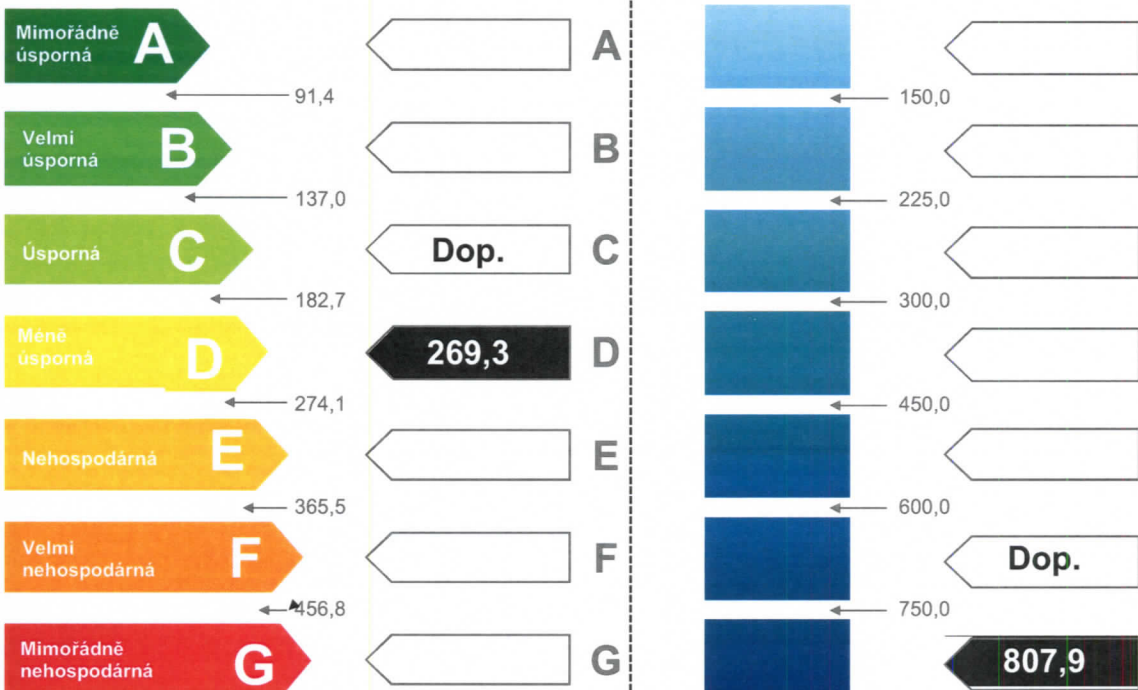 Mimořádně
úsporná
A
A
91,4
150,0
Velmi
úsporná
B
B
137,0
225,0
Úsporná
C
Dop.
C
182,7
300,0
Méně
úsporná
D
269,3
D
274,1
450,0
Nehospodárná
E
E
365,5
600,0
Velmi
nehospodárná
F
F
Dop.
456,8
750,0
Mimořádně
nehospodárná
G
G
807,9